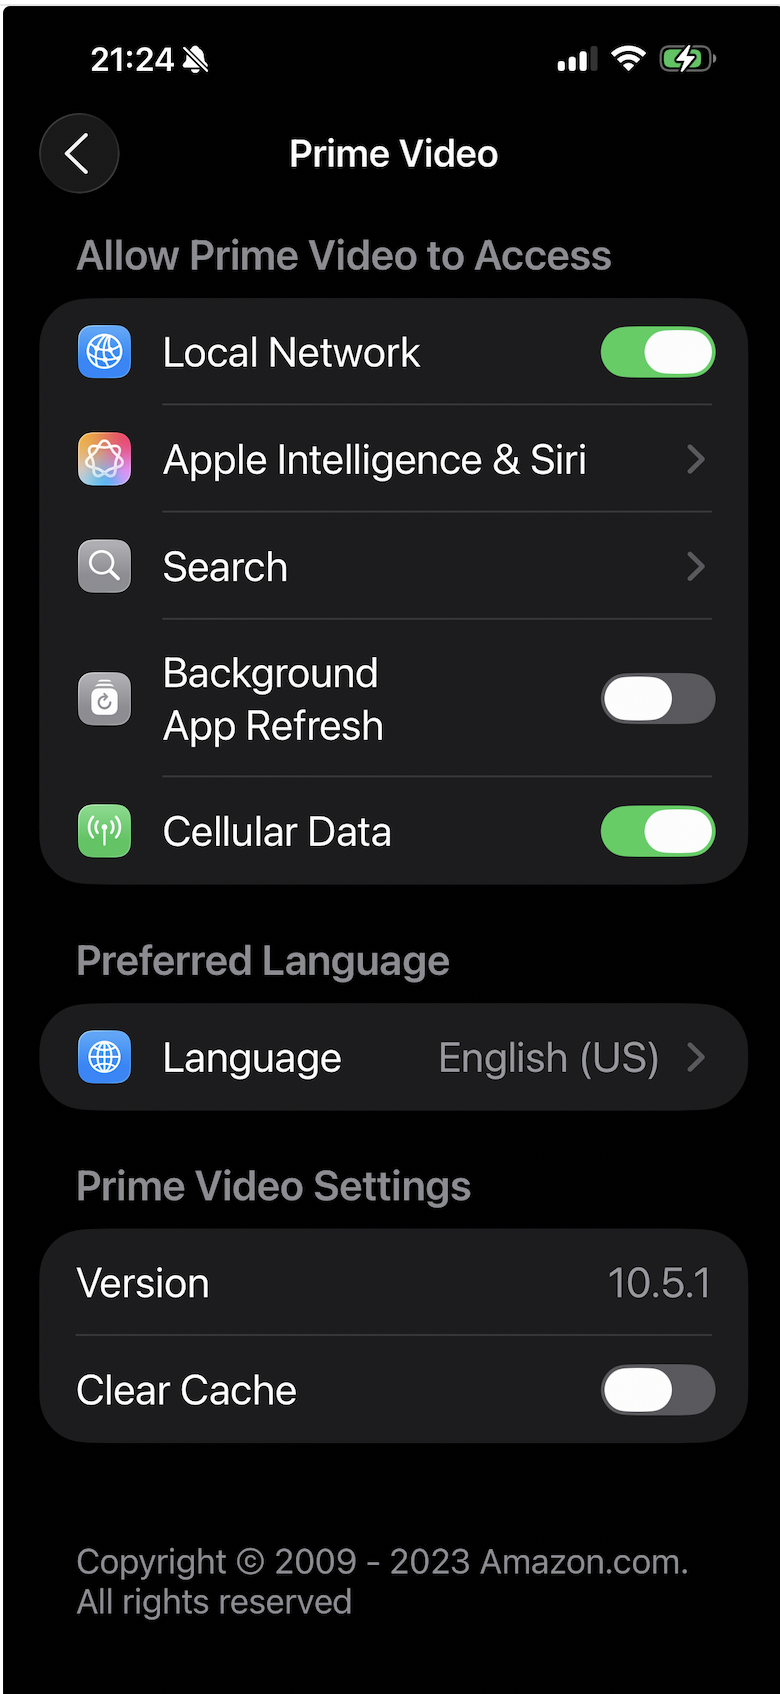 21:24
Prime Video
Allow Prime Video to Access
Local Network
Apple Intelligence & Siri
Search
Background
App Refresh
Cellular Data
Preferred Language
Language English (US)
Prime Video Settings
Version 10.5.1
Clear Cache
Copyright © 2009 - 2023 Amazon.com.
All rights reserved